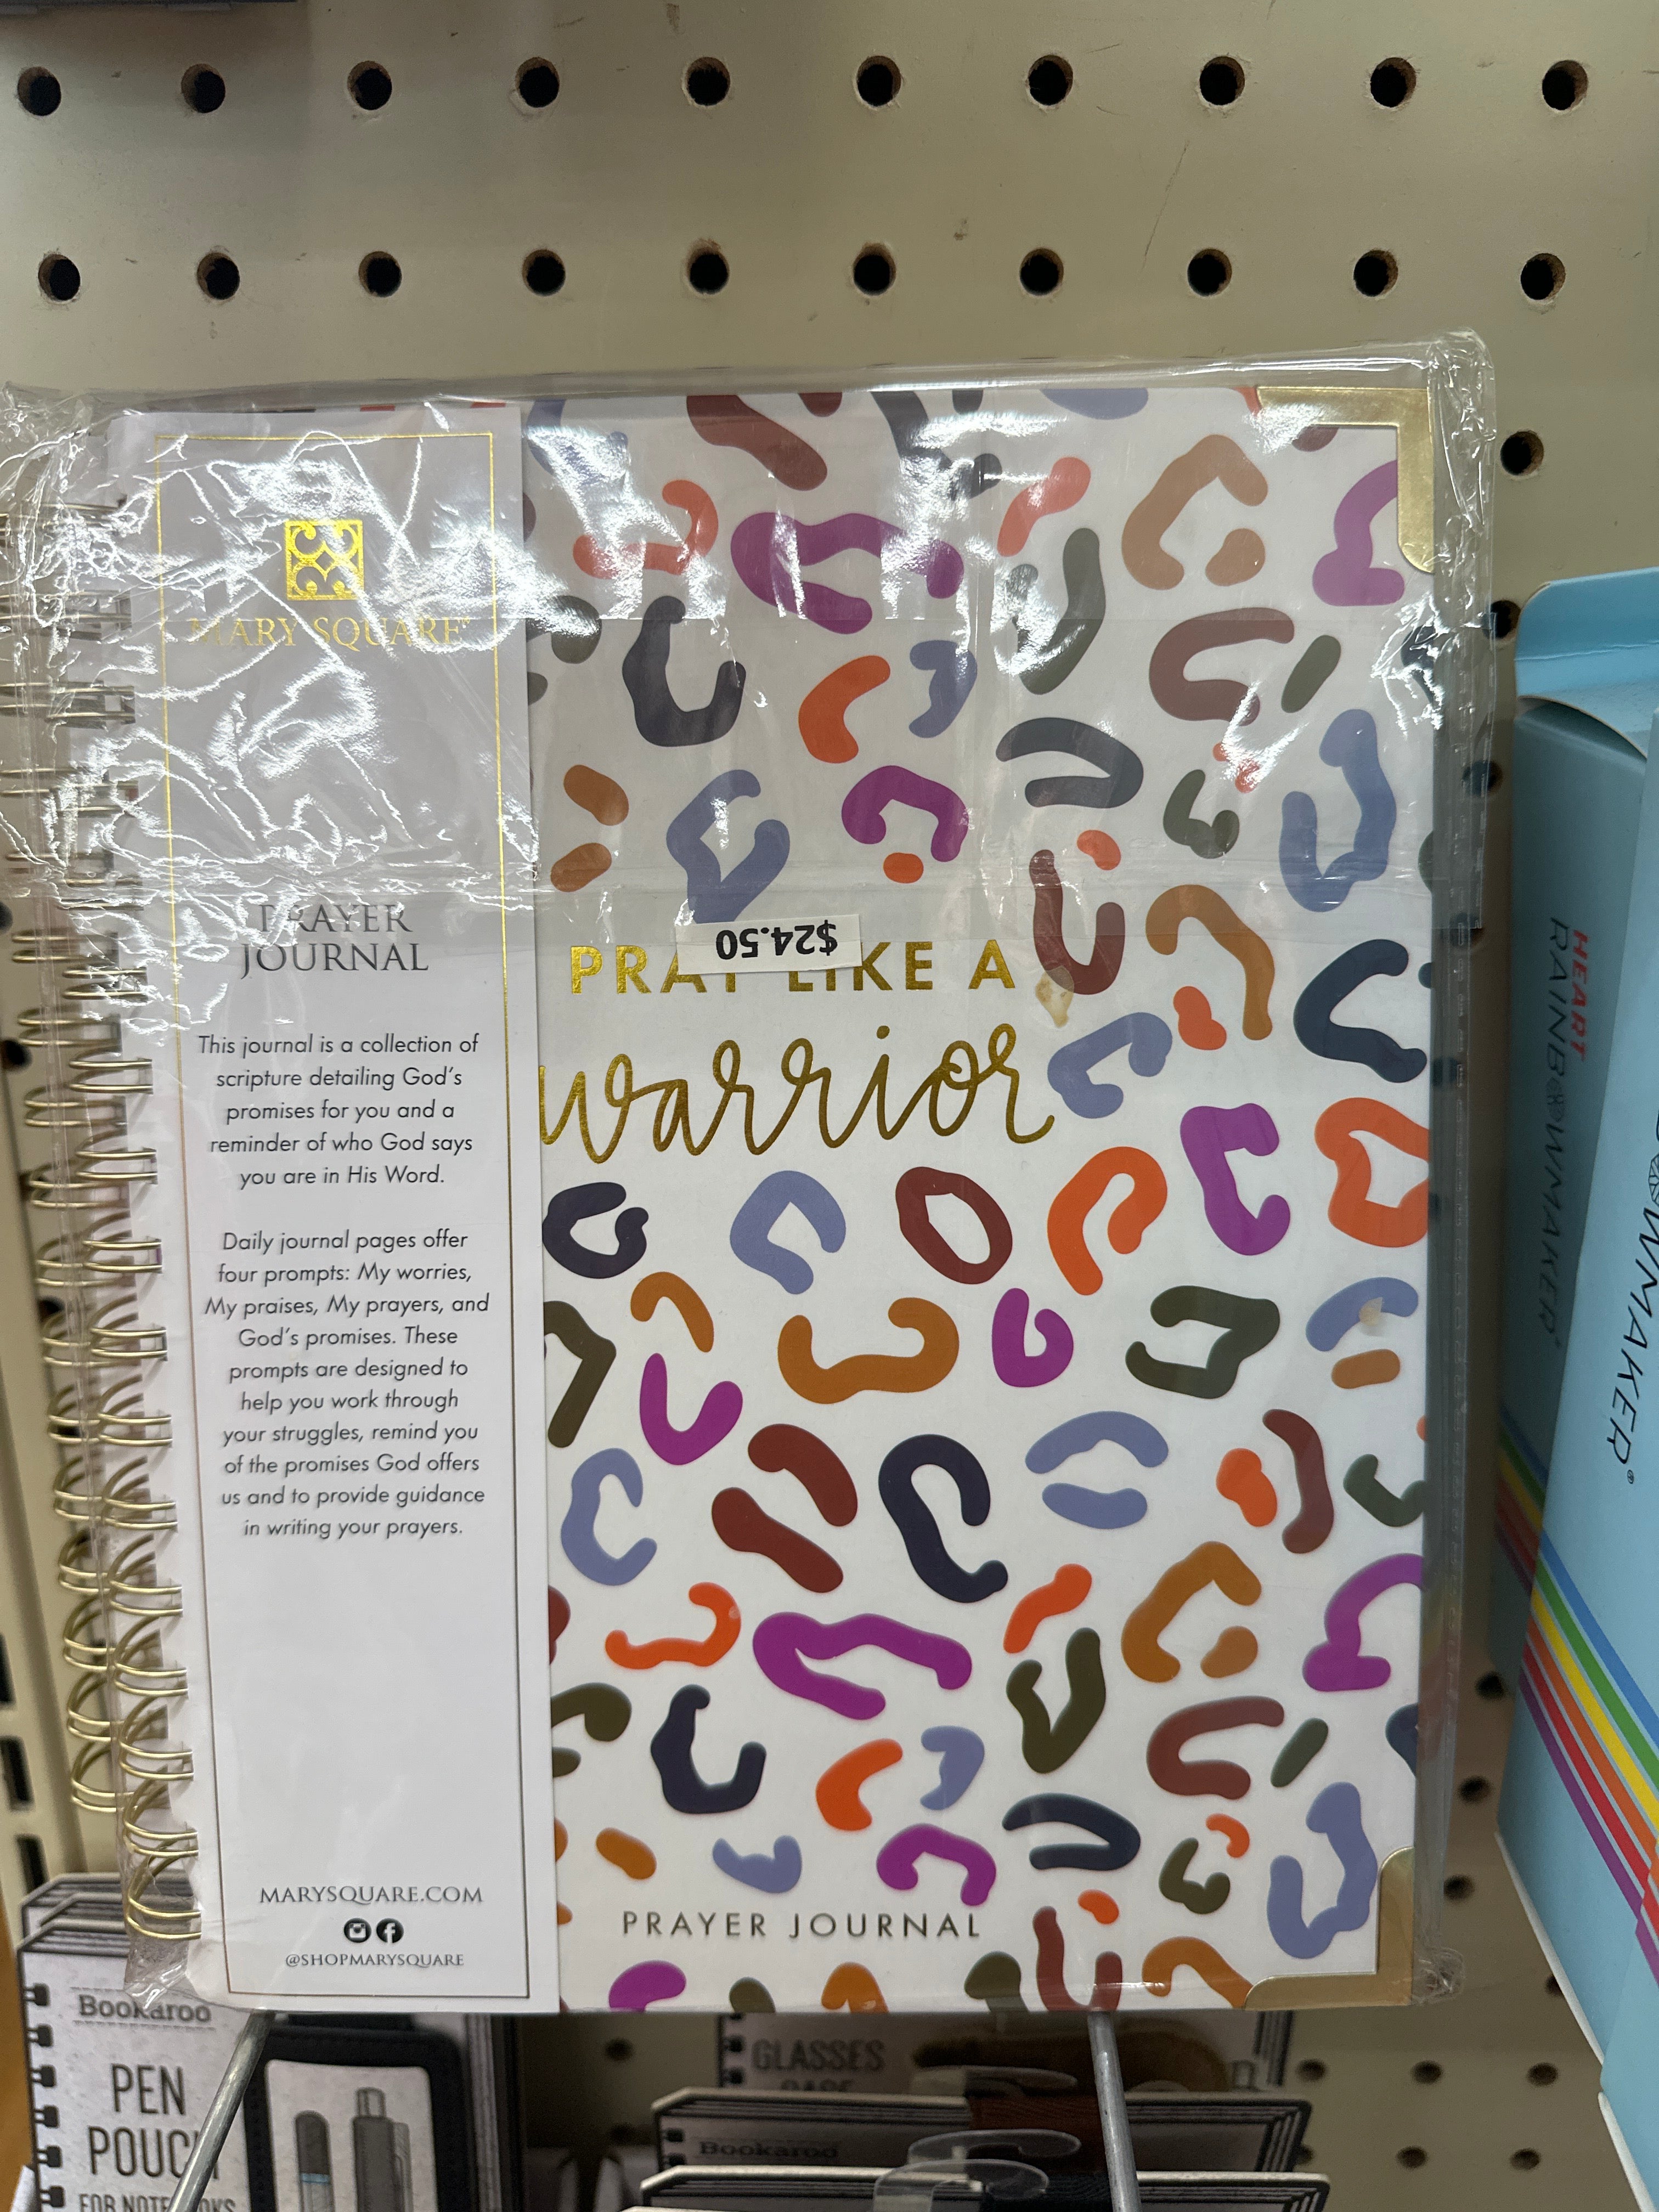 MARY SQUARE
PRAYER
JOURNAL
This journal is a collection of
scripture detailing God's
promises for you and a
reminder of who God says
you are in His Word.
Daily journal pages offer
four prompts: My worries,
My praises, My prayers, and
God's promises. These
prompts are designed to
help you work through
your struggles, remind you
of the promises God offers
us and to provide guidance
in writing your prayers.
MARYSQUARE.COM
@SHOPMARYSQUARE
$24.50
PRAY LIKE A
warrior
PRAYER JOURNAL
HEART
RAINBOWMAKER®
OWMAKER®
Bookaroo
PEN
POUCH
FOR NOTEBOOKS
GLASSES
CASE
Bookaroo